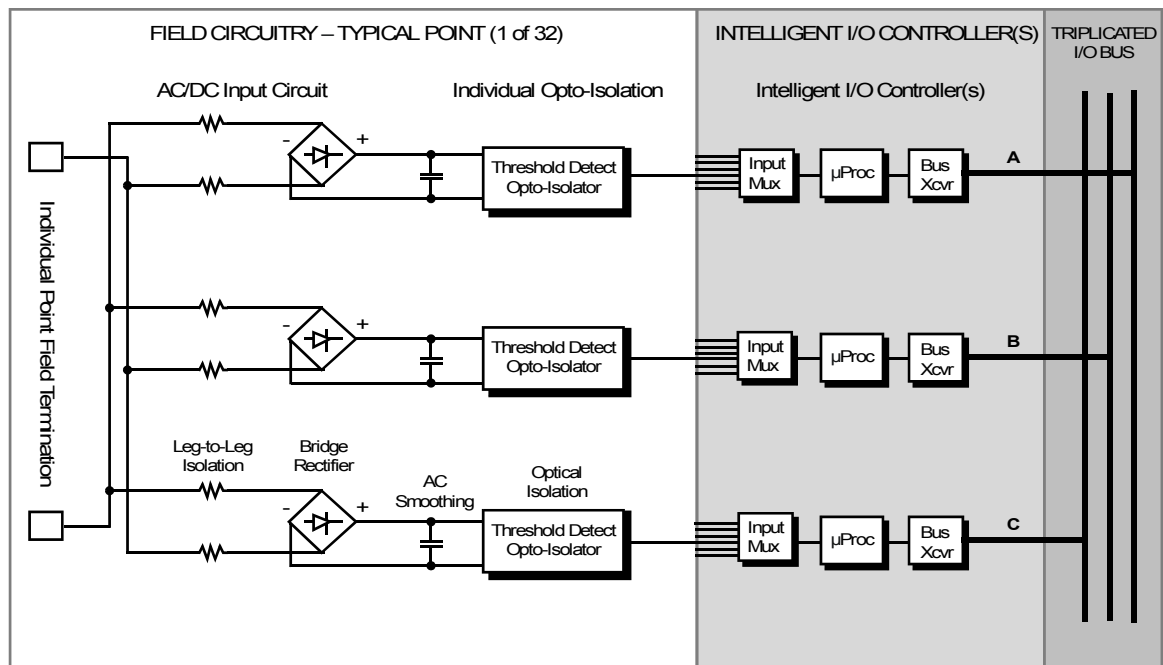 FIELD CIRCUITRY – TYPICAL POINT (1 of 32)
INTELLIGENT I/O CONTROLLER(S)
TRIPLICATED
I/O BUS
AC/DC Input Circuit
Individual Opto-Isolation
Intelligent I/O Controller(s)
Individual Point Field Termination
- +
Threshold Detect
Opto-Isolator
Input
Mux
µProc
Bus
Xcvr
A
- +
Threshold Detect
Opto-Isolator
Input
Mux
µProc
Bus
Xcvr
B
Leg-to-Leg
Isolation
Bridge
Rectifier
AC
Smoothing
Optical
Isolation
- +
Threshold Detect
Opto-Isolator
Input
Mux
µProc
Bus
Xcvr
C